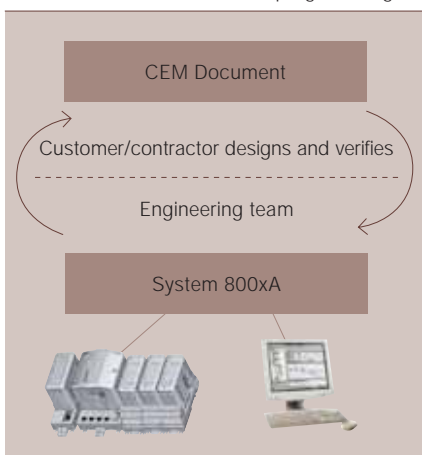 CEM Document
Customer/contractor designs and verifies
Engineering team
System 800xA